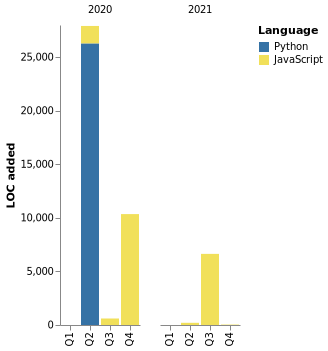 2020 2021
Language
Python
JavaScript
LOC added
25,000
20,000
15,000
10,000
5,000
0
Q1 Q2 Q3 Q4 Q1 Q2 Q3 Q4